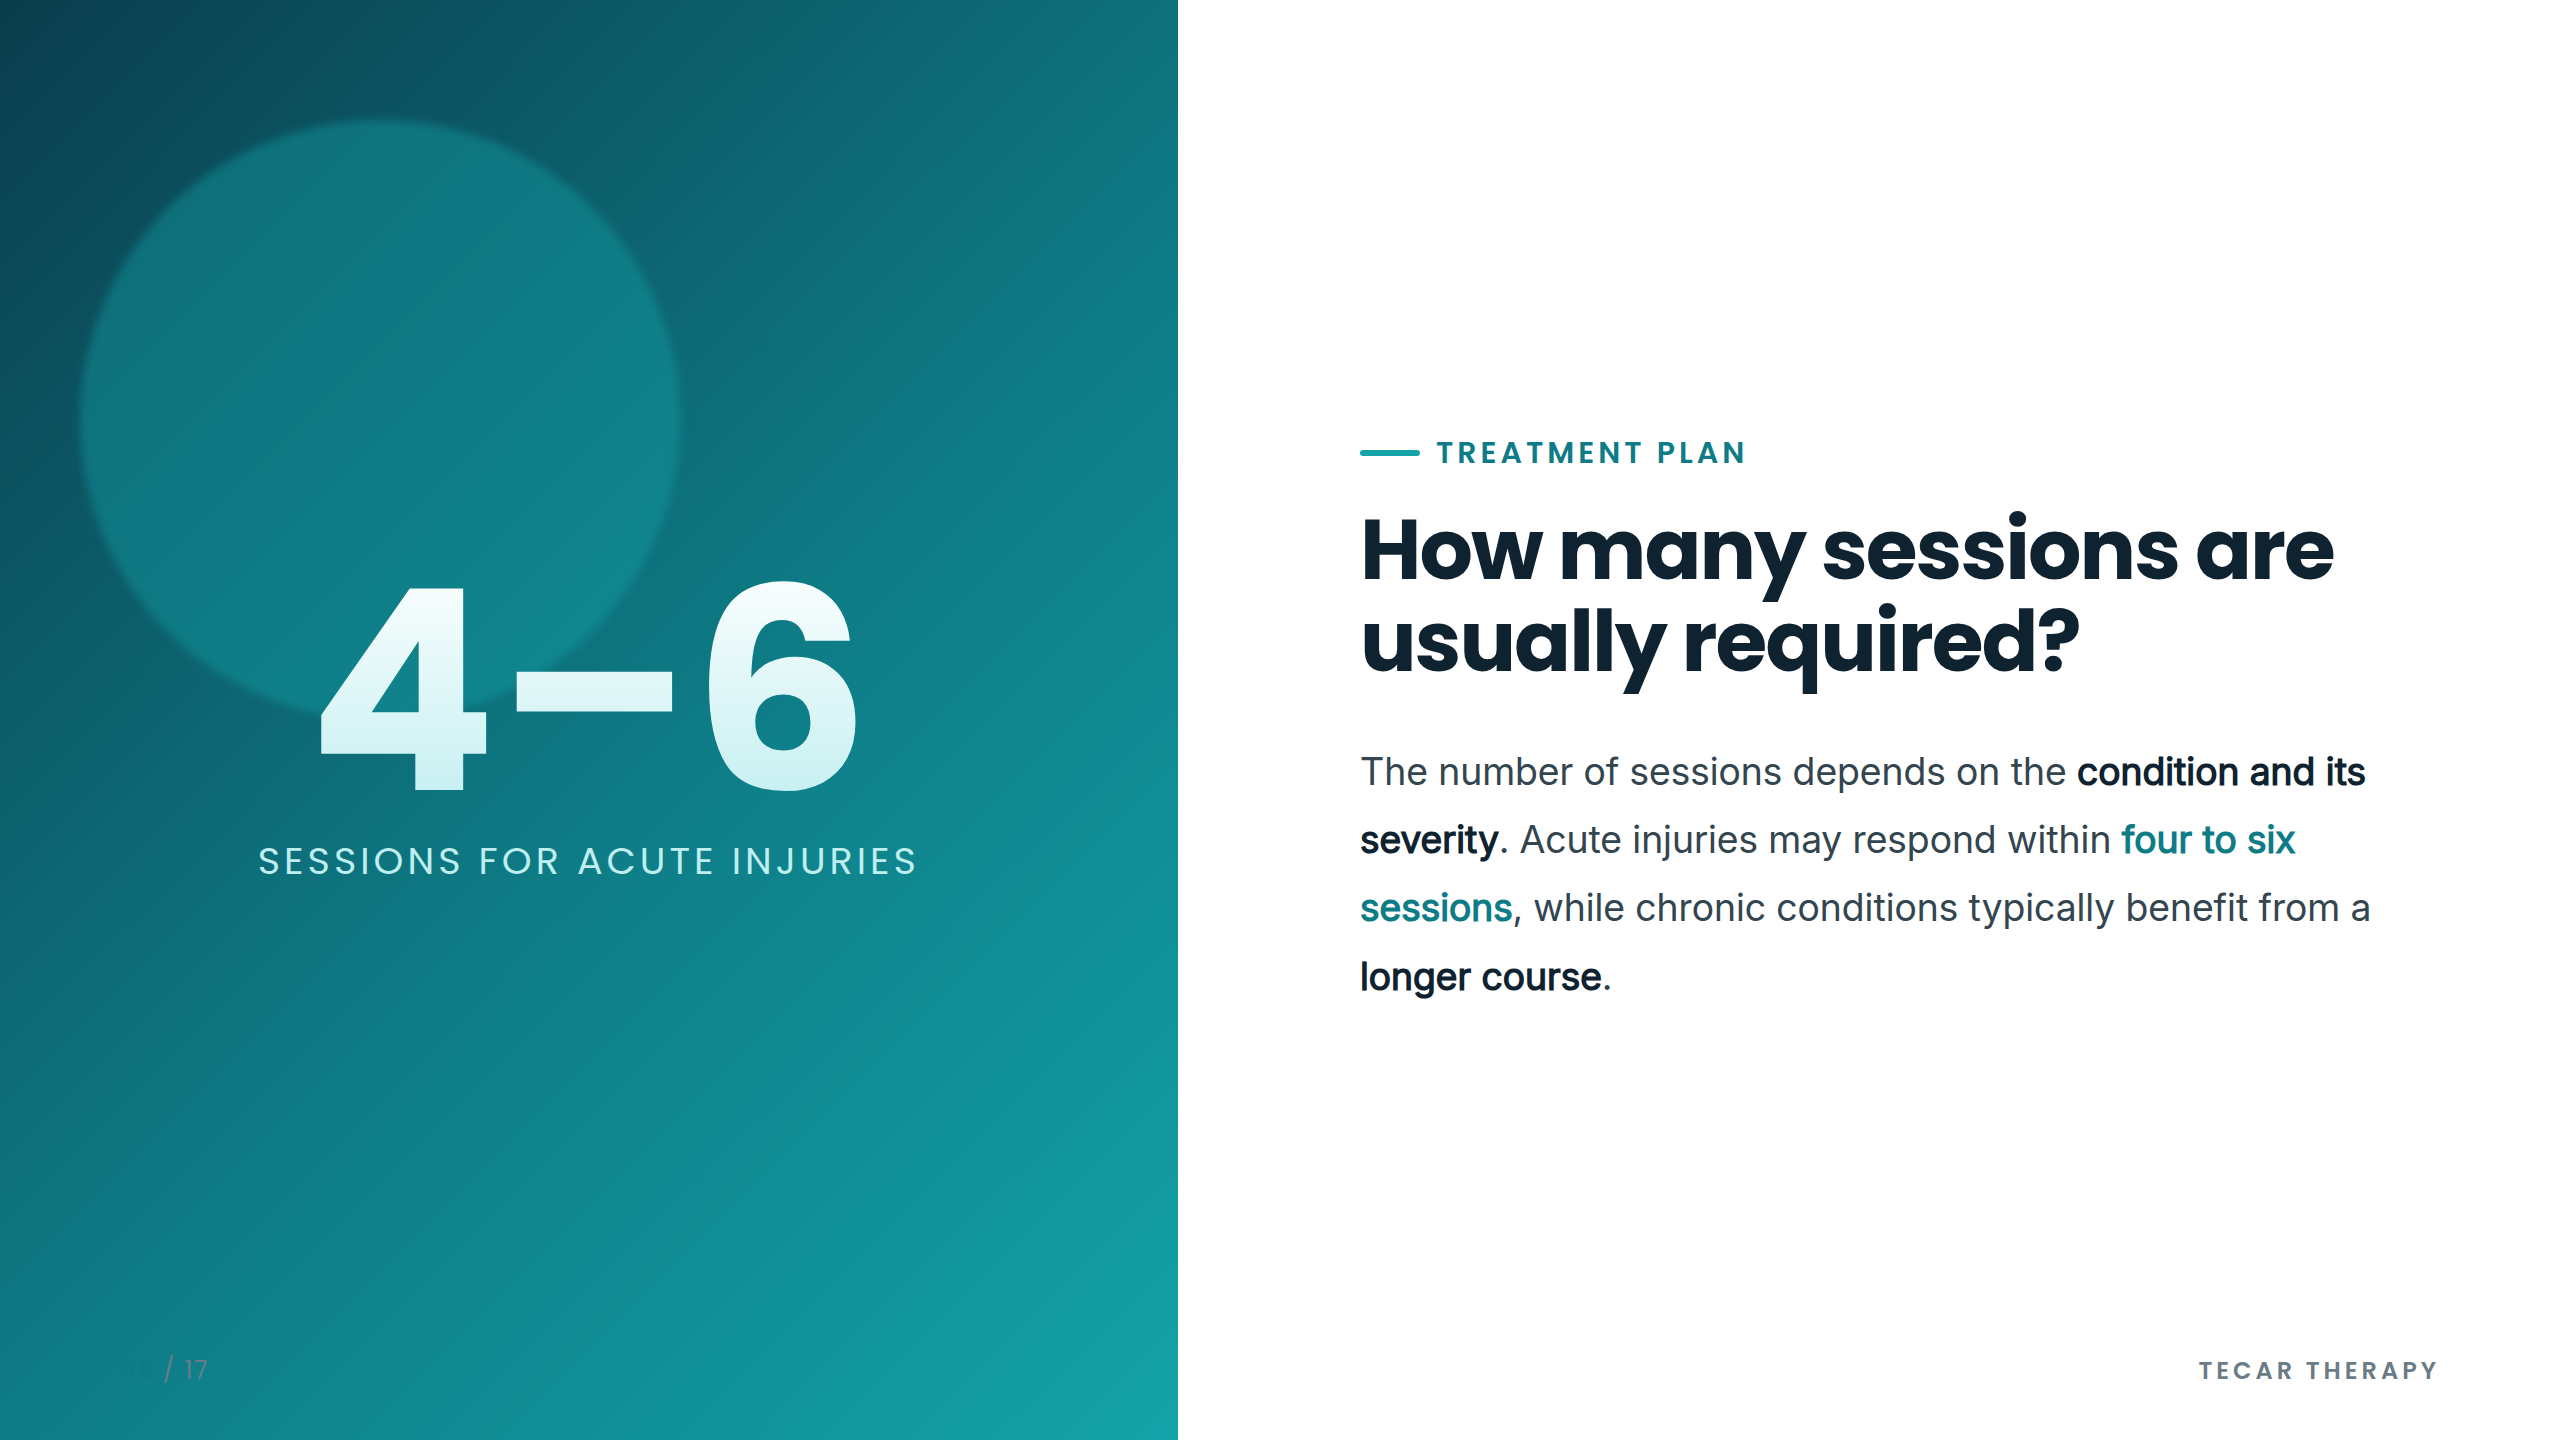 4–6
SESSIONS FOR ACUTE INJURIES
TREATMENT PLAN
How many sessions are
usually required?
The number of sessions depends on the condition and its
severity. Acute injuries may respond within four to six
sessions, while chronic conditions typically benefit from a
longer course.
/ 17
TECAR THERAPY